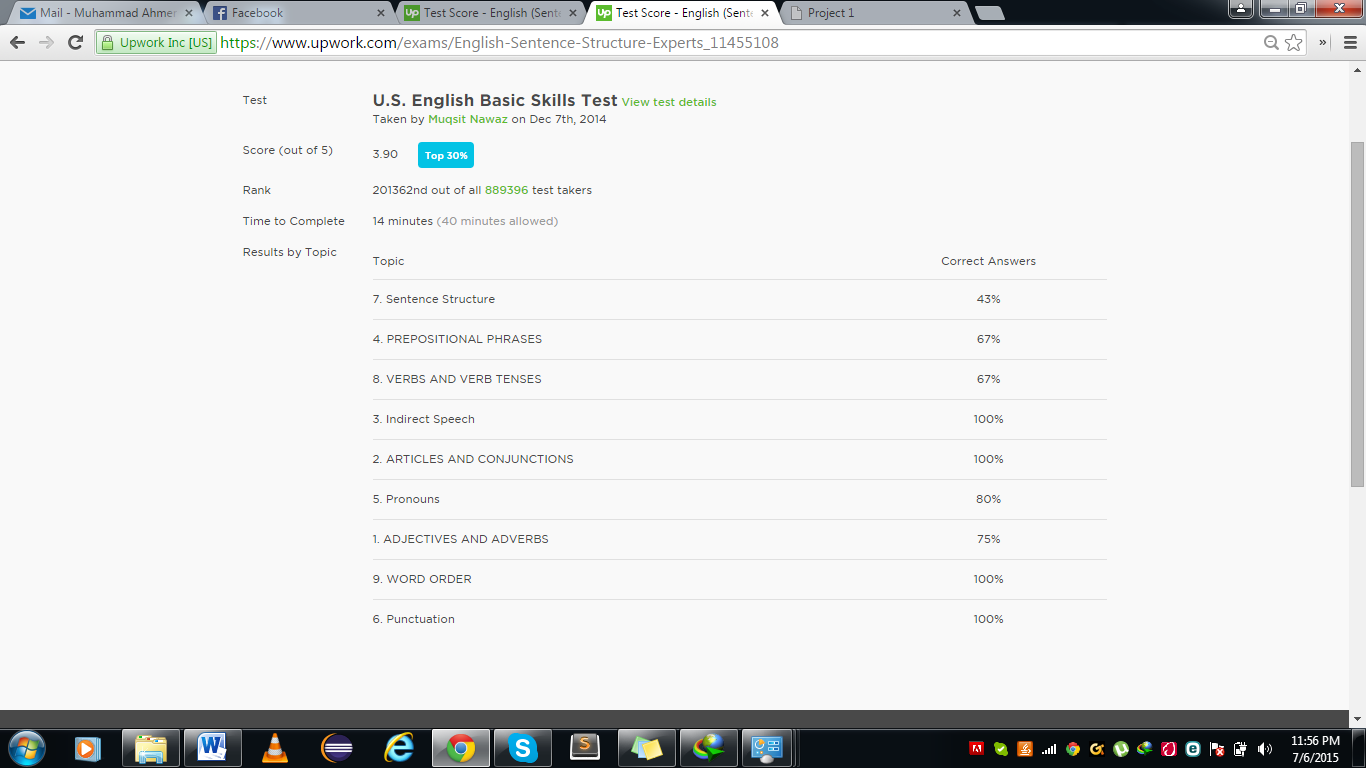 Mail - Muhammad Ahmer
Facebook
Test Score - English (Sente
Test Score - English (Sente
Project 1
Upwork Inc [US] https://www.upwork.com/exams/English-Sentence-Structure-Experts_11455108
Test
U.S. English Basic Skills Test View test details
Taken by Muqsit Nawaz on Dec 7th, 2014
Score (out of 5) 3.90 Top 30%
Rank 201362nd out of all 889396 test takers
Time to Complete 14 minutes (40 minutes allowed)
Results by Topic
Topic Correct Answers
7. Sentence Structure 43%
4. PREPOSITIONAL PHRASES 67%
8. VERBS AND VERB TENSES 67%
3. Indirect Speech 100%
2. ARTICLES AND CONJUNCTIONS 100%
5. Pronouns 80%
1. ADJECTIVES AND ADVERBS 75%
9. WORD ORDER 100%
6. Punctuation 100%
11:56 PM
7/6/2015